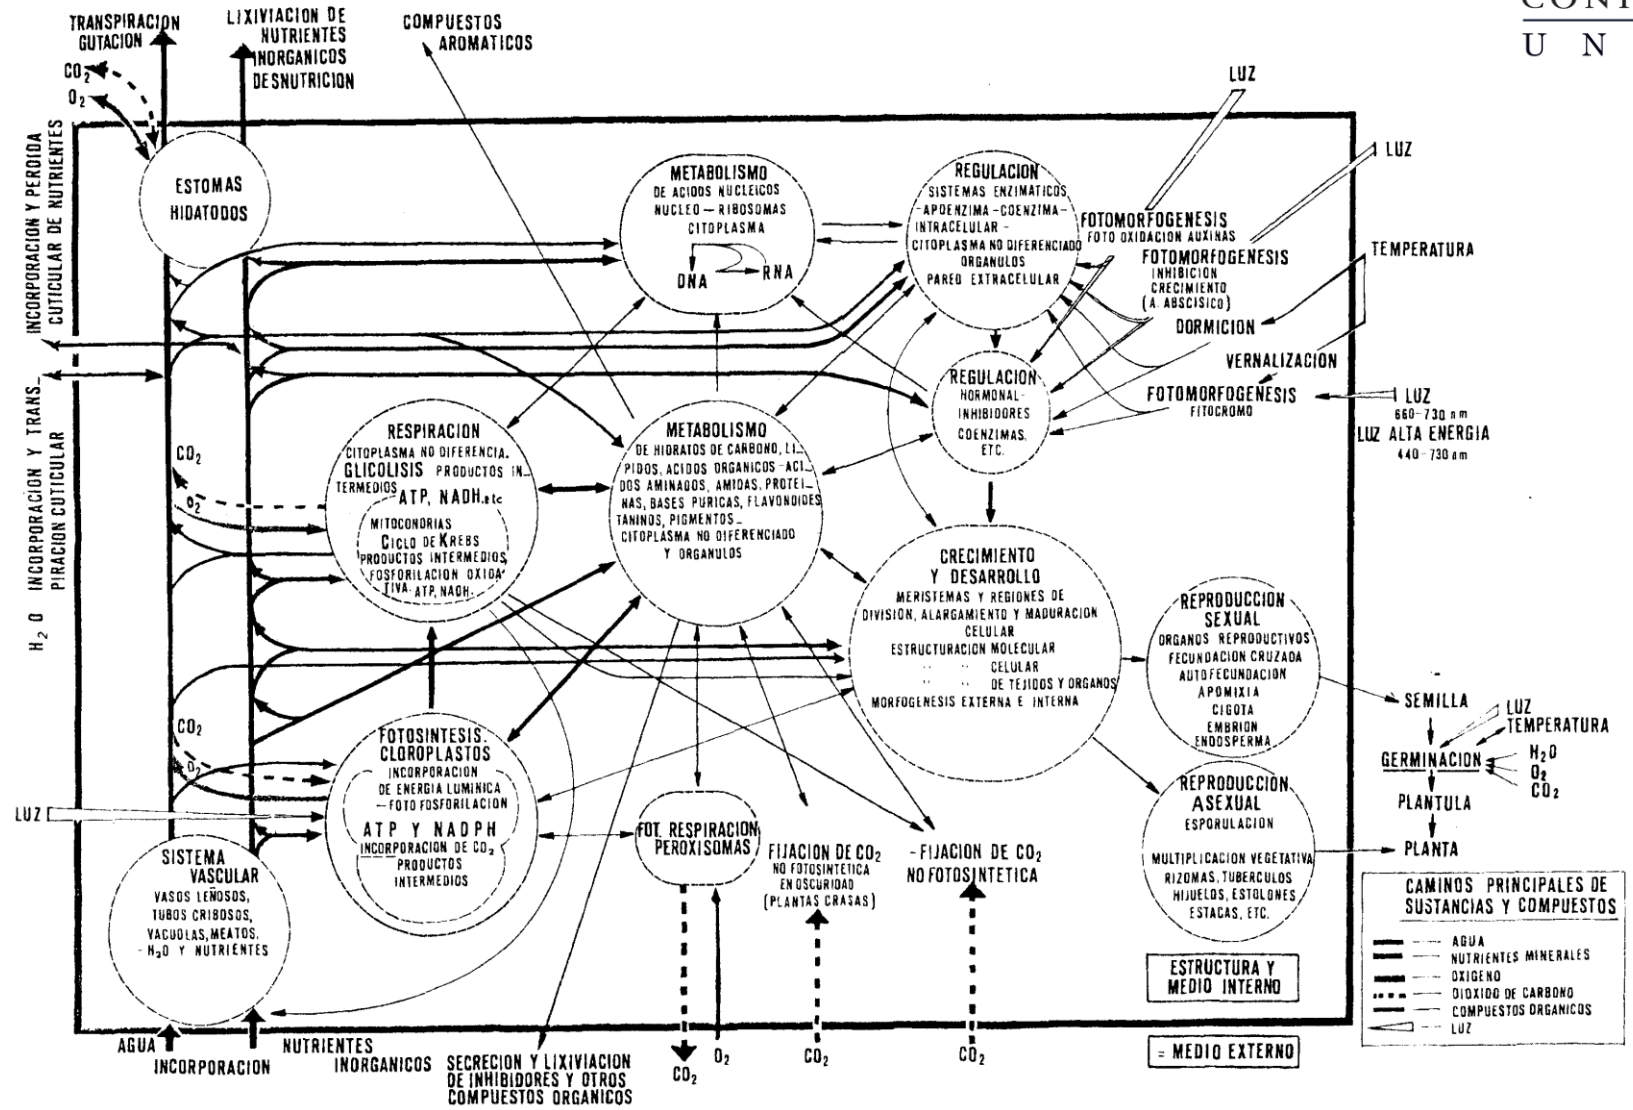 TRANSPIRACION
GUTACION
LIXIVIACION DE
NUTRIENTES
INORGANICOS
DESNUTRICION
COMPUESTOS
AROMATICOS
U N
CO2
O2
LUZ
LUZ
INCORPORACION Y PERDIDA
CUTICULAR DE NUTRIENTES
H2O INCORPORACION Y TRANS_
PIRACION CUTICULAR
ESTOMAS
HIDATODOS
METABOLISMO
DE ACIDOS NUCLEICOS
NUCLEO – RIBOSOMAS
CITOPLASMA
DNA
RNA
REGULACION
SISTEMAS ENZIMATICOS
-APOENZIMA-COENZIMA-
INTRACELULAR -
CITOPLASMA NO DIFERENCIADO
ORGANULOS
PARED EXTRACELULAR
FOTOMORFOGENESIS
FOTO OXIDACION AUXINAS
FOTOMORFOGENESIS
INHIBICION
CRECIMIENTO
(A. ABSCISICO)
TEMPERATURA
DORMICION
VERNALIZACION
FOTOMORFOGENESIS
FITOCROMO
LUZ
660-730 nm
LUZ ALTA ENERGIA
440-730 nm
REGULACION
HORMONAL-
INHIBIDORES
COENZIMAS,
ETC.
RESPIRACION
CITOPLASMA NO DIFERENCIA_
GLICOLISIS PRODUCTOS IN_
TERMEDIOS
ATP, NADH.etc
MITOCONDRIAS
CICLO DE KREBS
PRODUCTOS INTERMEDIOS,
FOSFORILACION OXIDA-
TIVA. ATP, NADH.
CO2
O2
METABOLISMO
DE HIDRATOS DE CARBONO, LI_
PIDOS, ACIDOS ORGANICOS-ACI_
DOS AMINADOS, AMIDAS, PROTEI_
NAS, BASES PURICAS, FLAVONOIDES
TANINOS, PIGMENTOS_
CITOPLASMA NO DIFERENCIADO
Y ORGANULOS
CRECIMIENTO
Y DESARROLLO
MERISTEMAS Y REGIONES DE
DIVISION, ALARGAMIENTO Y MADURACION
CELULAR
ESTRUCTURACION MOLECULAR
'' '' CELULAR
'' '' DE TEJIDOS Y ORGANOS
MORFOGENESIS EXTERNA E INTERNA
REPRODUCCION
SEXUAL
ORGANOS REPRODUCTIVOS
FECUNDACION CRUZADA
AUTOFECUNDACION
APOMIXIA
CIGOTA
EMBRION
ENDOSPERMA
SEMILLA
LUZ
TEMPERATURA
GERMINACION
H2O
O2
CO2
PLANTULA
PLANTA
CO2
O2
FOTOSINTESIS
CLOROPLASTOS
INCORPORACION
DE ENERGIA LUMINICA
-FOTO FOSFORILACION
ATP Y NADPH
INCORPORACION DE CO2
PRODUCTOS
INTERMEDIOS
LUZ
SISTEMA
VASCULAR
VASOS LEÑOSOS,
TUBOS CRIBOSOS,
VACUOLAS, MEATOS.
-H2O Y NUTRIENTES
FOT. RESPIRACION
PEROXISOMAS
FIJACION DE CO2
NO FOTOSINTETICA
EN OSCURIDAD
(PLANTAS CRASAS)
-FIJACION DE CO2
NO FOTOSINTETICA
REPRODUCCION
ASEXUAL
ESPORULACION
MULTIPLICACION VEGETATIVA
RIZOMAS, TUBERCULOS
HIJUELOS, ESTOLONES
ESTACAS, ETC.
CAMINOS PRINCIPALES DE
SUSTANCIAS Y COMPUESTOS
AGUA
NUTRIENTES MINERALES
OXIGENO
DIOXIDO DE CARBONO
COMPUESTOS ORGANICOS
LUZ
ESTRUCTURA Y
MEDIO INTERNO
= MEDIO EXTERNO
AGUA
INCORPORACION
NUTRIENTES
INORGANICOS
SECRECION Y LIXIVIACION
DE INHIBIDORES Y OTROS
COMPUESTOS ORGANICOS
CO2
O2
CO2
CO2